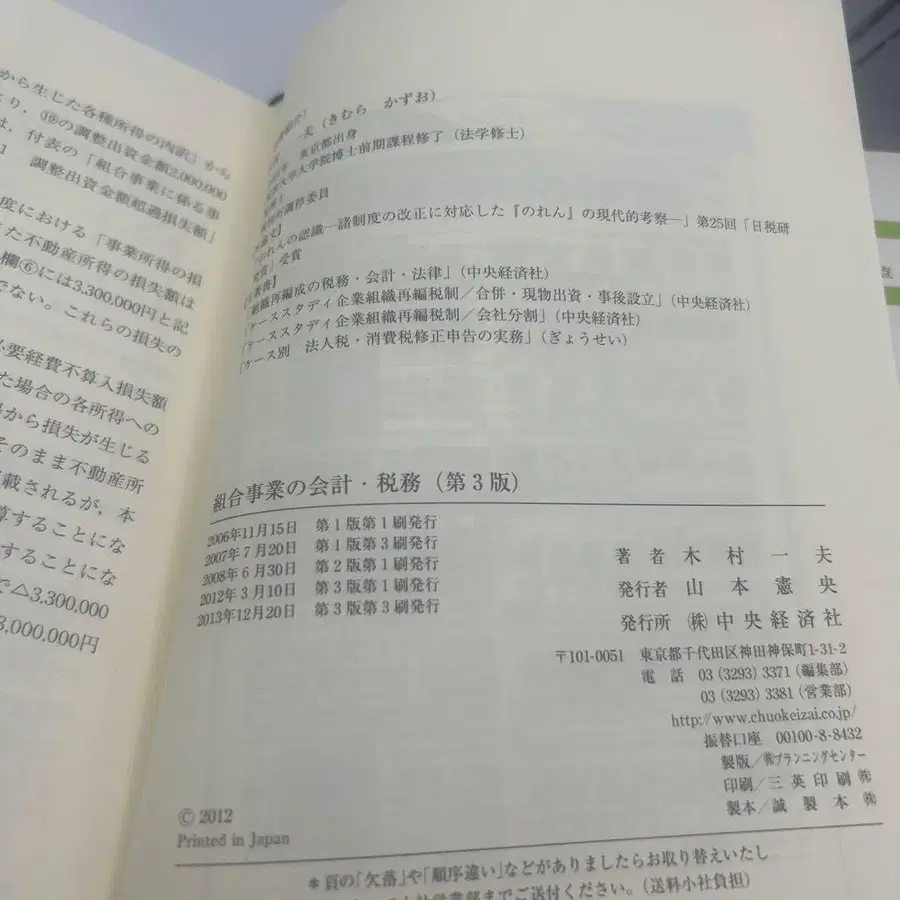 から生じた各種所得の内訳」から
より，⑲の調整出資金額2,000,000
は，付表の「組合事業に係る事
1 調整出資金額超過損失額」
度における「事業所得の損
た不動産所得の損失額は
欄⑥には3,300,000円と記
でない。これらの損失の
必要経費不算入損失額
た場合の各所得への
から損失が生じる
そのまま不動産所
載されるが，本
算することにな
することにな
で△3,300,000
3,000,000円
夫（きむら かずお）
東京都出身
大学大学院博士前期課程修了（法学修士）
調停委員
のれんの認識―諸制度の改正に対応した『のれん』の現代的考察―」第25回「日税研
究賞」受賞
組織再編成の税務・会計・法律」（中央経済社）
「ケーススタディ企業組織再編税制／合併・現物出資・事後設立」（中央経済社）
「ケーススタディ企業組織再編税制／会社分割」（中央経済社）
「ケース別 法人税・消費税修正申告の実務」（ぎょうせい）
組合事業の会計・税務（第3版）
2006年11月15日 第1版第1刷発行
2007年7月20日 第1版第3刷発行
2008年6月30日 第2版第1刷発行
2012年3月10日 第3版第1刷発行
2013年12月20日 第3版第3刷発行
著者 木村一夫
発行者 山本憲央
発行所 ㈱中央経済社
〒101-0051 東京都千代田区神田神保町1-31-2
電話 03（3293）3371（編集部）
03（3293）3381（営業部）
http://www.chuokeizai.co.jp/
振替口座 00100-8-8432
製版／㈱プランニングセンター
印刷／三英印刷㈱
製本／誠製本㈱
© 2012
Printed in Japan
＊頁の「欠落」や「順序違い」などがありましたらお取り替えいたし
営業部までご送付ください。（送料小社負担）